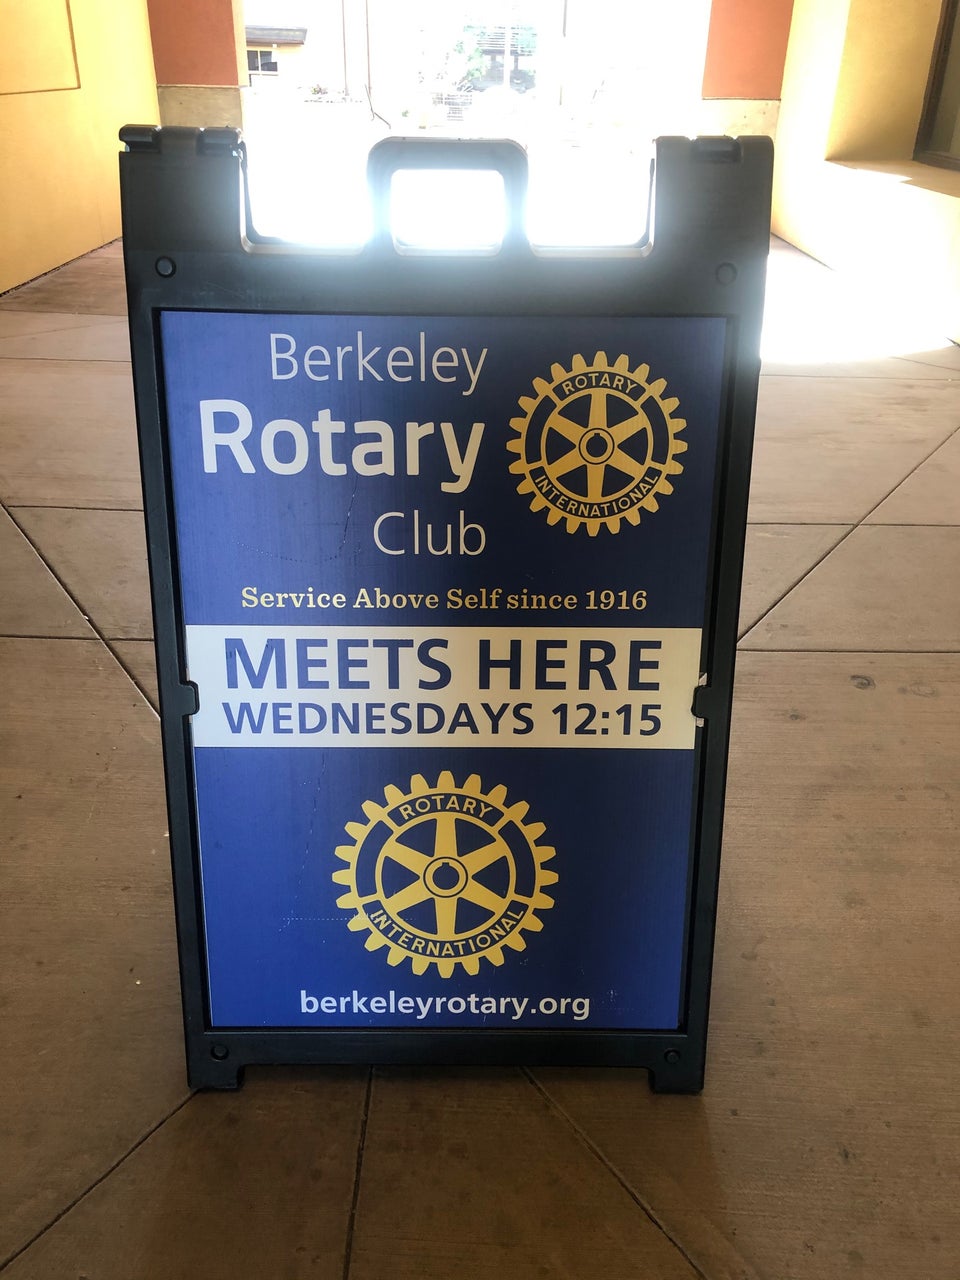 Berkeley
Rotary
Club
ROTARY
INTERNATIONAL
Service Above Self since 1916
MEETS HERE
WEDNESDAYS 12:15
ROTARY
INTERNATIONAL
berkeleyrotary.org